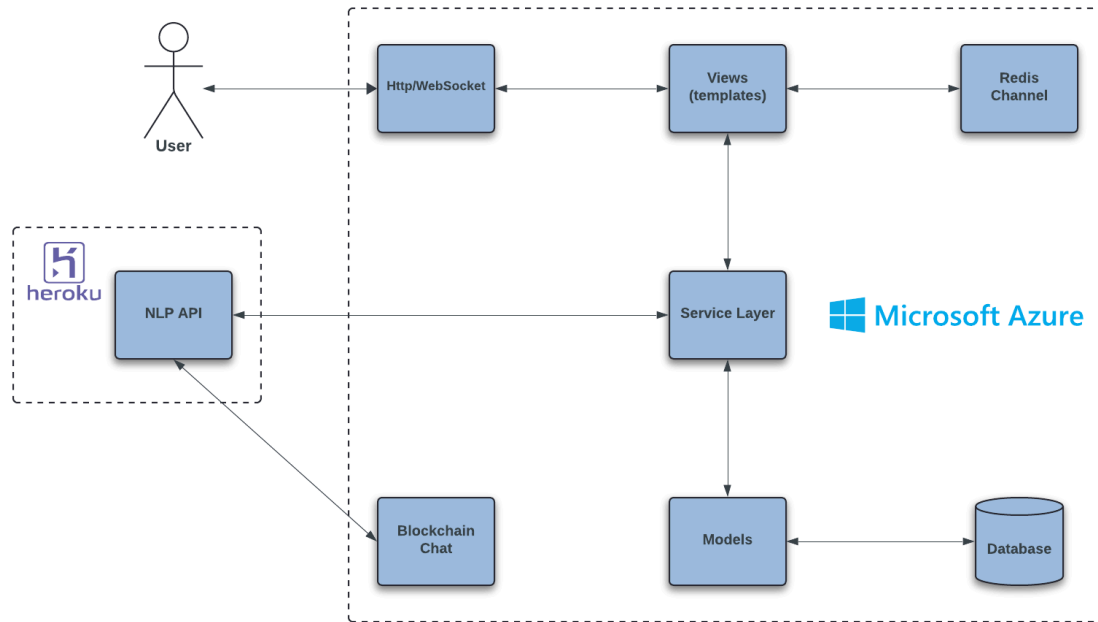 User
Http/WebSocket
Views
(templates)
Redis
Channel
heroku
NLP API
Service Layer
Microsoft Azure
Blockchain
Chat
Models
Database